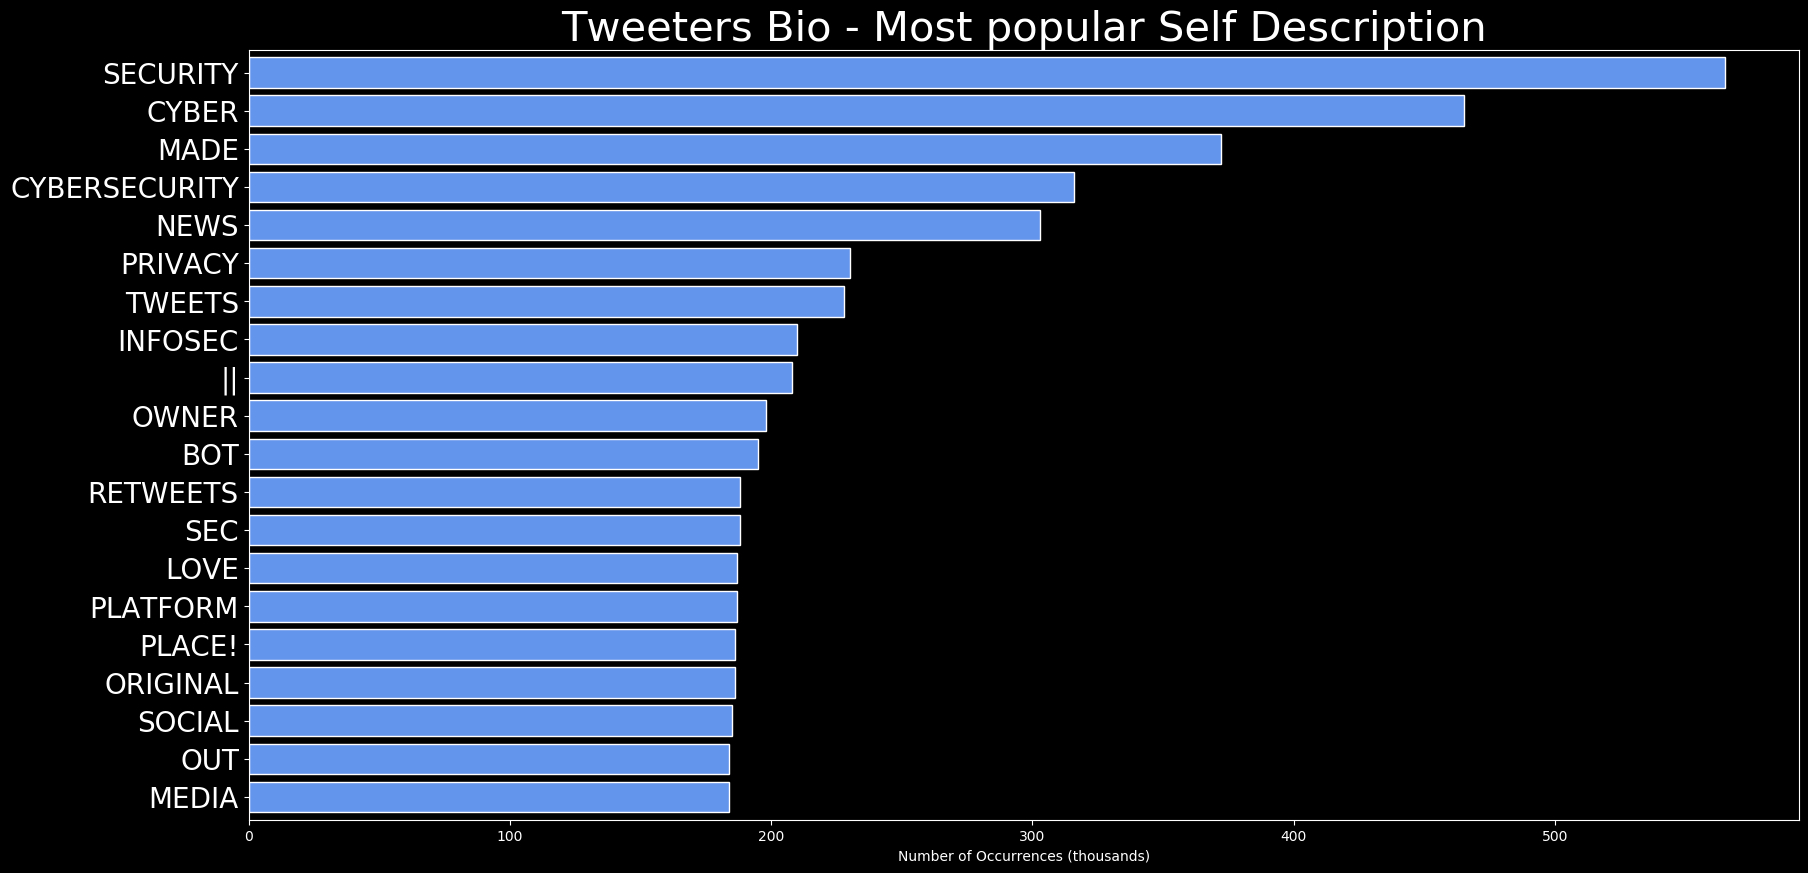 Tweeters Bio - Most popular Self Description
SECURITY
CYBER
MADE
CYBERSECURITY
NEWS
PRIVACY
TWEETS
INFOSEC
||
OWNER
BOT
RETWEETS
SEC
LOVE
PLATFORM
PLACE!
ORIGINAL
SOCIAL
OUT
MEDIA
0 100 200 300 400 500
Number of Occurrences (thousands)